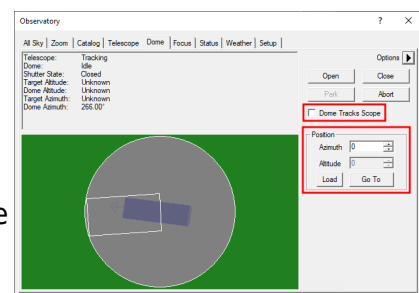 Observatory ? ×
All Sky Zoom Catalog Telescope Dome Focus Status Weather Setup
Telescope: Tracking
Dome: Idle
Shutter State: Closed
Target Altitude: Unknown
Dome Altitude: Unknown
Target Azimuth: Unknown
Dome Azimuth: 266.00°
Options
Open Close
Park Abort
Dome Tracks Scope
Position
Azimuth 0
Altitude 0
Load Go To
e